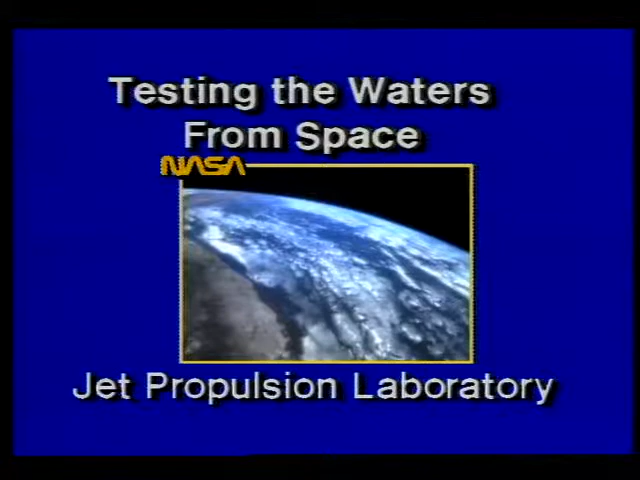 Testing the Waters
From Space
NASA
Jet Propulsion Laboratory